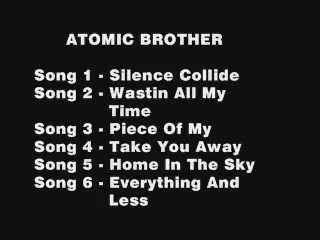 ATOMIC BROTHER
Song 1 - Silence Collide
Song 2 - Wastin All My
Time
Song 3 - Piece Of My
Song 4 - Take You Away
Song 5 - Home In The Sky
Song 6 - Everything And
Less